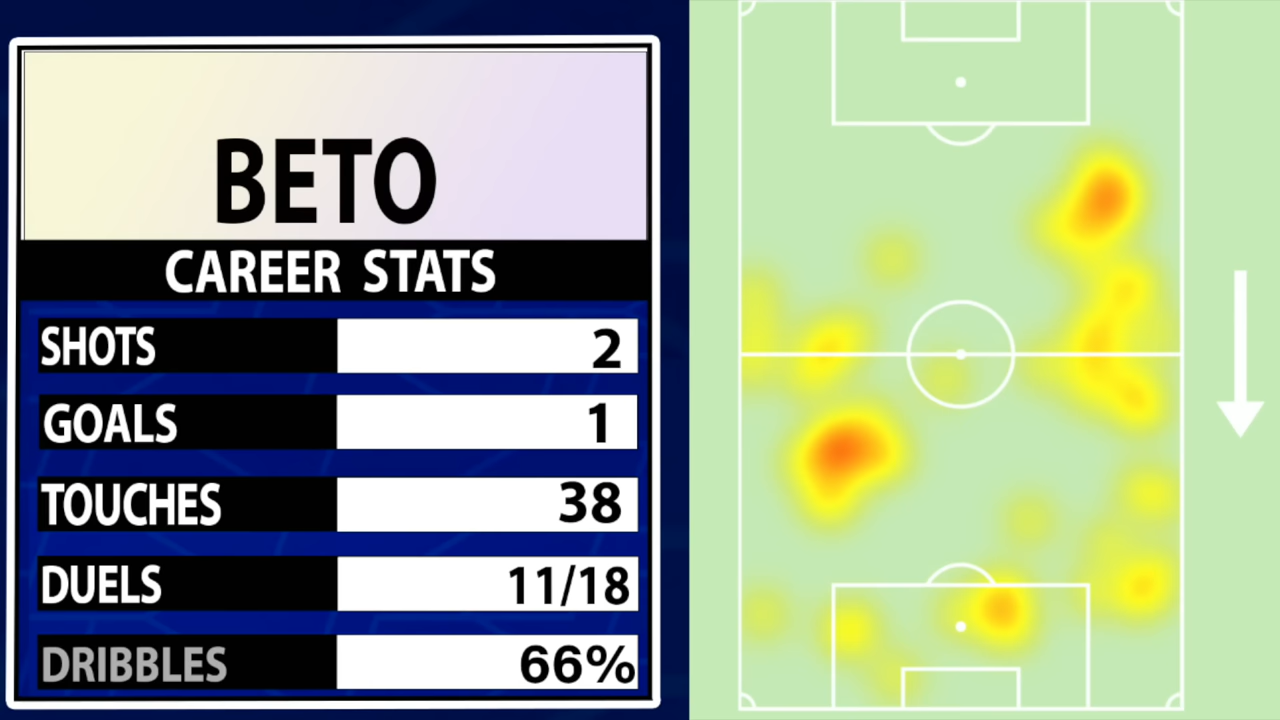 BETO
CAREER STATS
SHOTS 2
GOALS 1
TOUCHES 38
DUELS 11/18
DRIBBLES 66%